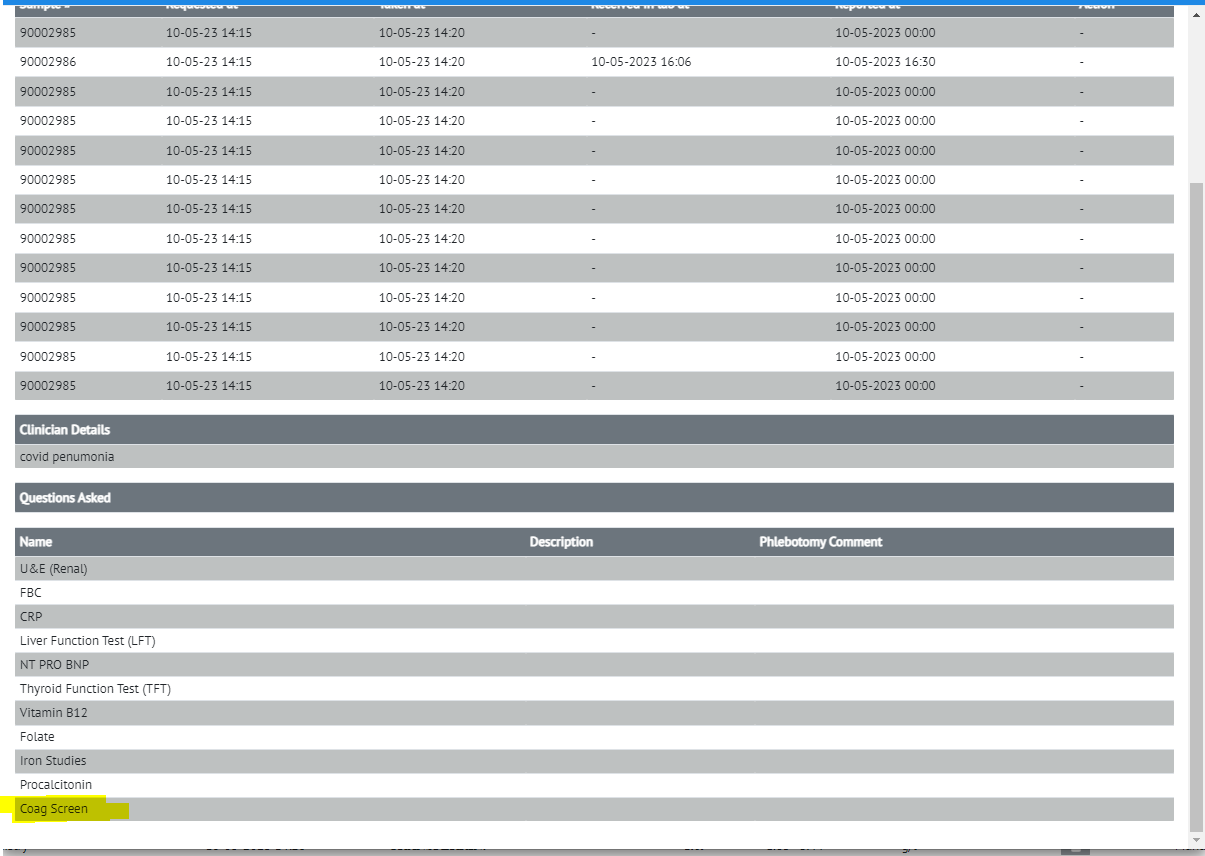 Sample # Requested at Taken at Received in lab at Reported at Action
90002985 10-05-23 14:15 10-05-23 14:20 - 10-05-2023 00:00 -
90002986 10-05-23 14:15 10-05-23 14:20 10-05-2023 16:06 10-05-2023 16:30 -
90002985 10-05-23 14:15 10-05-23 14:20 - 10-05-2023 00:00 -
90002985 10-05-23 14:15 10-05-23 14:20 - 10-05-2023 00:00 -
90002985 10-05-23 14:15 10-05-23 14:20 - 10-05-2023 00:00 -
90002985 10-05-23 14:15 10-05-23 14:20 - 10-05-2023 00:00 -
90002985 10-05-23 14:15 10-05-23 14:20 - 10-05-2023 00:00 -
90002985 10-05-23 14:15 10-05-23 14:20 - 10-05-2023 00:00 -
90002985 10-05-23 14:15 10-05-23 14:20 - 10-05-2023 00:00 -
90002985 10-05-23 14:15 10-05-23 14:20 - 10-05-2023 00:00 -
90002985 10-05-23 14:15 10-05-23 14:20 - 10-05-2023 00:00 -
90002985 10-05-23 14:15 10-05-23 14:20 - 10-05-2023 00:00 -
90002985 10-05-23 14:15 10-05-23 14:20 - 10-05-2023 00:00 -
Clinician Details
covid penumonia
Questions Asked
Name Description Phlebotomy Comment
U&E (Renal)
FBC
CRP
Liver Function Test (LFT)
NT PRO BNP
Thyroid Function Test (TFT)
Vitamin B12
Folate
Iron Studies
Procalcitonin
Coag Screen